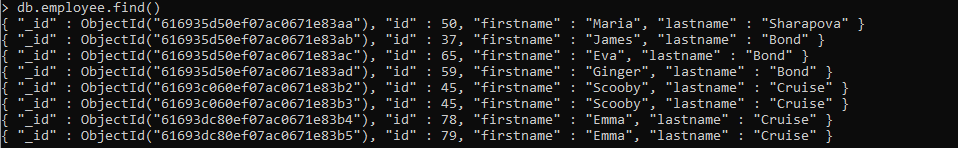 > db.employee.find()
{ "_id" : ObjectId("616935d50ef07ac0671e83aa"), "id" : 50, "firstname" : "Maria", "lastname" : "Sharapova" }
{ "_id" : ObjectId("616935d50ef07ac0671e83ab"), "id" : 37, "firstname" : "James", "lastname" : "Bond" }
{ "_id" : ObjectId("616935d50ef07ac0671e83ac"), "id" : 65, "firstname" : "Eva", "lastname" : "Bond" }
{ "_id" : ObjectId("616935d50ef07ac0671e83ad"), "id" : 59, "firstname" : "Ginger", "lastname" : "Bond" }
{ "_id" : ObjectId("61693c060ef07ac0671e83b2"), "id" : 45, "firstname" : "Scooby", "lastname" : "Cruise" }
{ "_id" : ObjectId("61693c060ef07ac0671e83b3"), "id" : 45, "firstname" : "Scooby", "lastname" : "Cruise" }
{ "_id" : ObjectId("61693dc80ef07ac0671e83b4"), "id" : 78, "firstname" : "Emma", "lastname" : "Cruise" }
{ "_id" : ObjectId("61693dc80ef07ac0671e83b5"), "id" : 79, "firstname" : "Emma", "lastname" : "Cruise" }